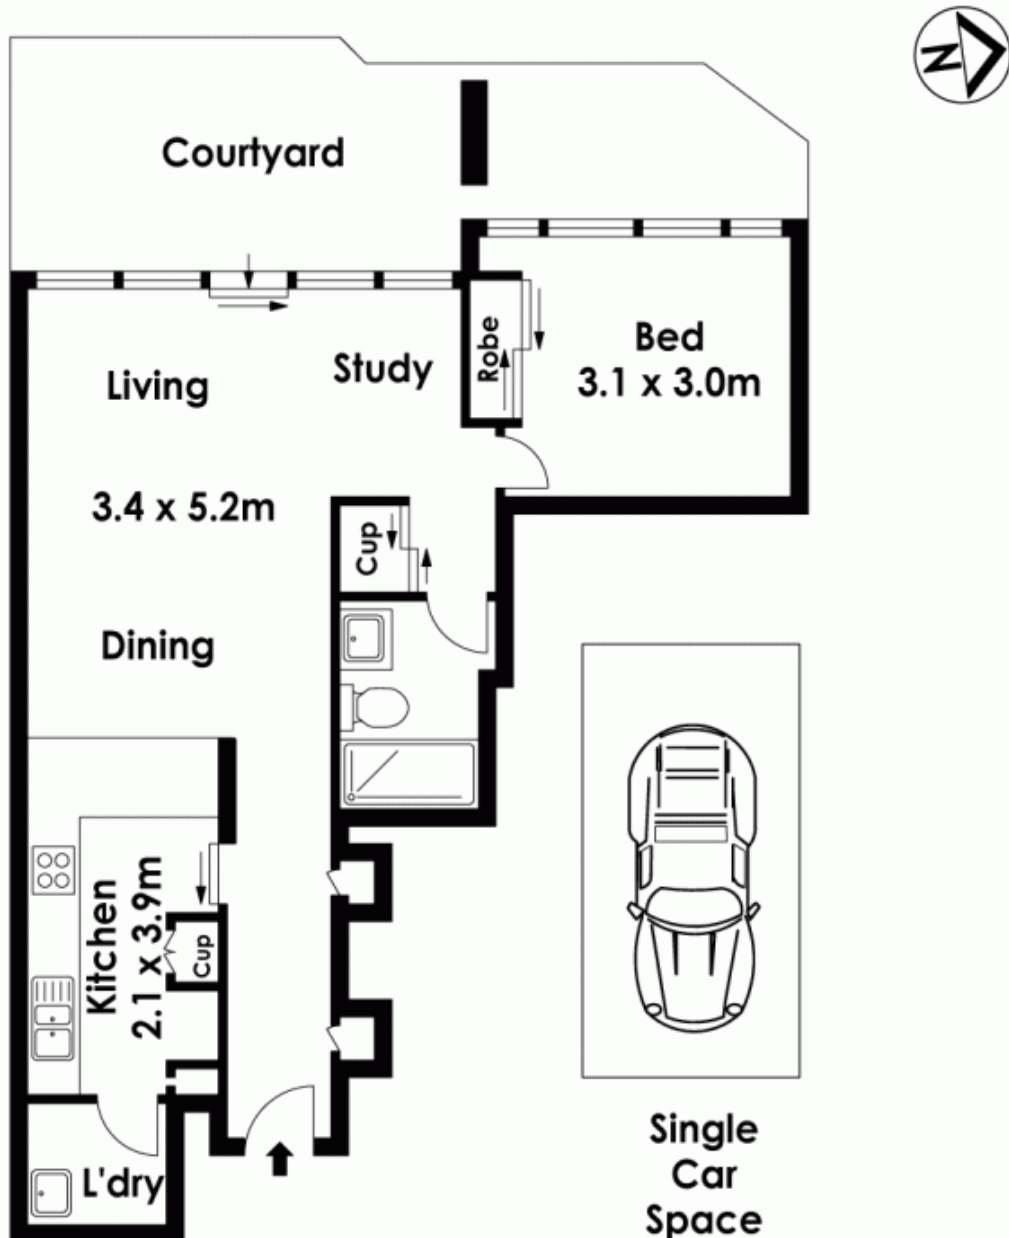 N
Courtyard
Living
Study
Robe
Bed
3.1 x 3.0m
3.4 x 5.2m
Cup
Dining
Kitchen
2.1 x 3.9m
Cup
L'dry
Single
Car
Space